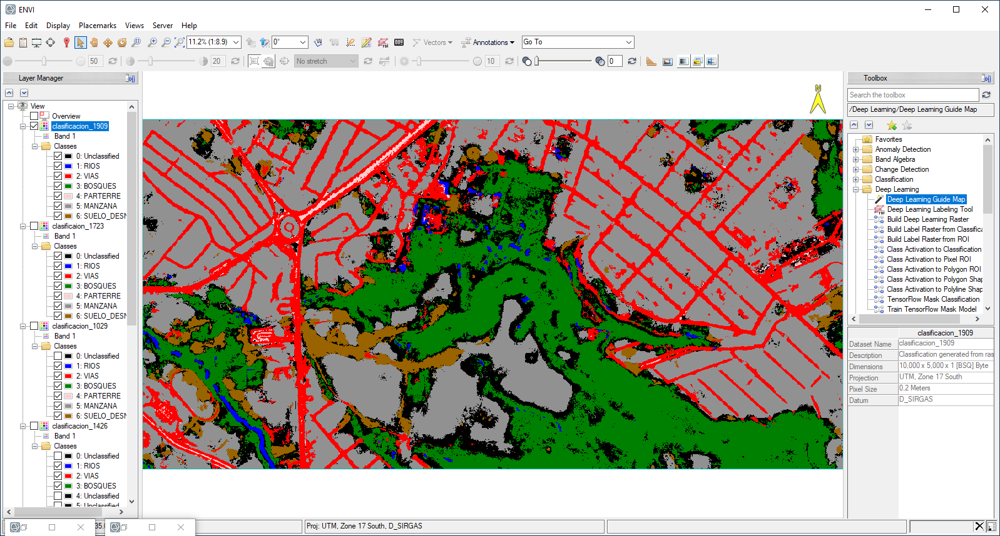 ENVI
File Edit Display Placemarks Views Server Help
11.2% (1:8.9) 0° Vectors Annotations Go To
50 20 No stretch 10 0
Layer Manager
View
Overview
clasificacion_1909
Band 1
Classes
0: Unclassified
1: RIOS
2: VIAS
3: BOSQUES
4: PARTERRE
5: MANZANA
6: SUELO_DESN
clasificaion_1723
Band 1
Classes
0: Unclassified
1: RIOS
2: VIAS
3: BOSQUES
4: PARTERRE
5: MANZANA
6: SUELO_DESN
clasificacion_1029
Band 1
Classes
0: Unclassified
1: RIOS
2: VIAS
3: BOSQUES
4: PARTERRE
5: MANZANA
6: SUELO_DESN
clasificacion_1426
Band 1
Classes
0: Unclassified
1: RIOS
2: VIAS
3: BOSQUES
4: Unclassified
5: Unclassified
N
Toolbox
Search the toolbox
/Deep Learning/Deep Learning Guide Map
Favorites
Anomaly Detection
Band Algebra
Change Detection
Classification
Deep Learning
Deep Learning Guide Map
Deep Learning Labeling Tool
Build Deep Learning Raster
Build Label Raster from Classifica
Build Label Raster from ROI
Class Activation to Classification
Class Activation to Pixel ROI
Class Activation to Polygon ROI
Class Activation to Polygon Shap
Class Activation to Polyline Shap
TensorFlow Mask Classification
Train TensorFlow Mask Model
clasificacion_1909
Dataset Name clasificacion_1909
Description Classification generated from ras
Dimensions 10,000 x 5,000 x 1 [BSQ] Byte
Projection UTM, Zone 17 South
Pixel Size 0.2 Meters
Datum D_SIRGAS
Proj: UTM, Zone 17 South, D_SIRGAS